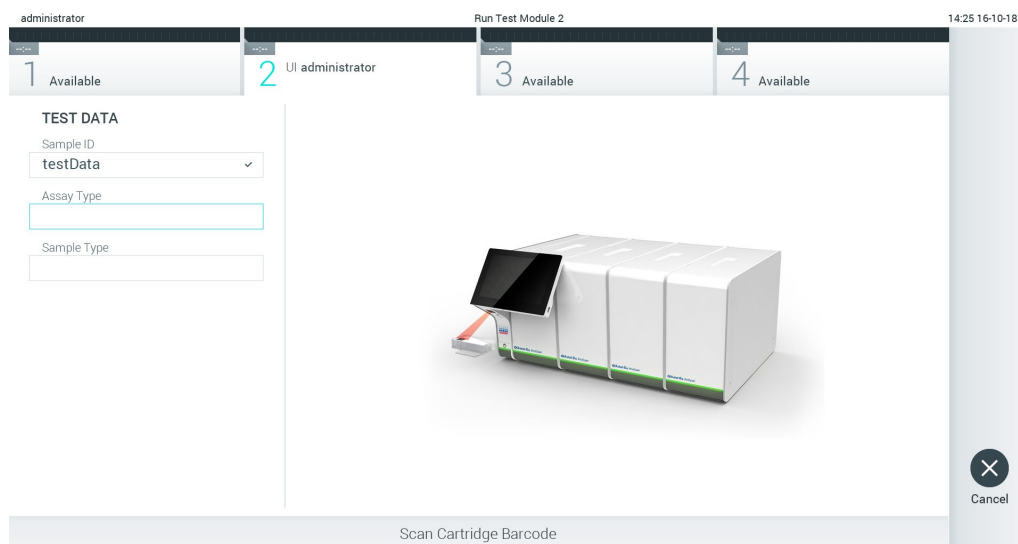 administrator
Run Test Module 2
14:25 16-10-18
--:--
1 Available
--:--
2 UI administrator
--:--
3 Available
--:--
4 Available
TEST DATA
Sample ID
testData
Assay Type
Sample Type
Cancel
Scan Cartridge Barcode